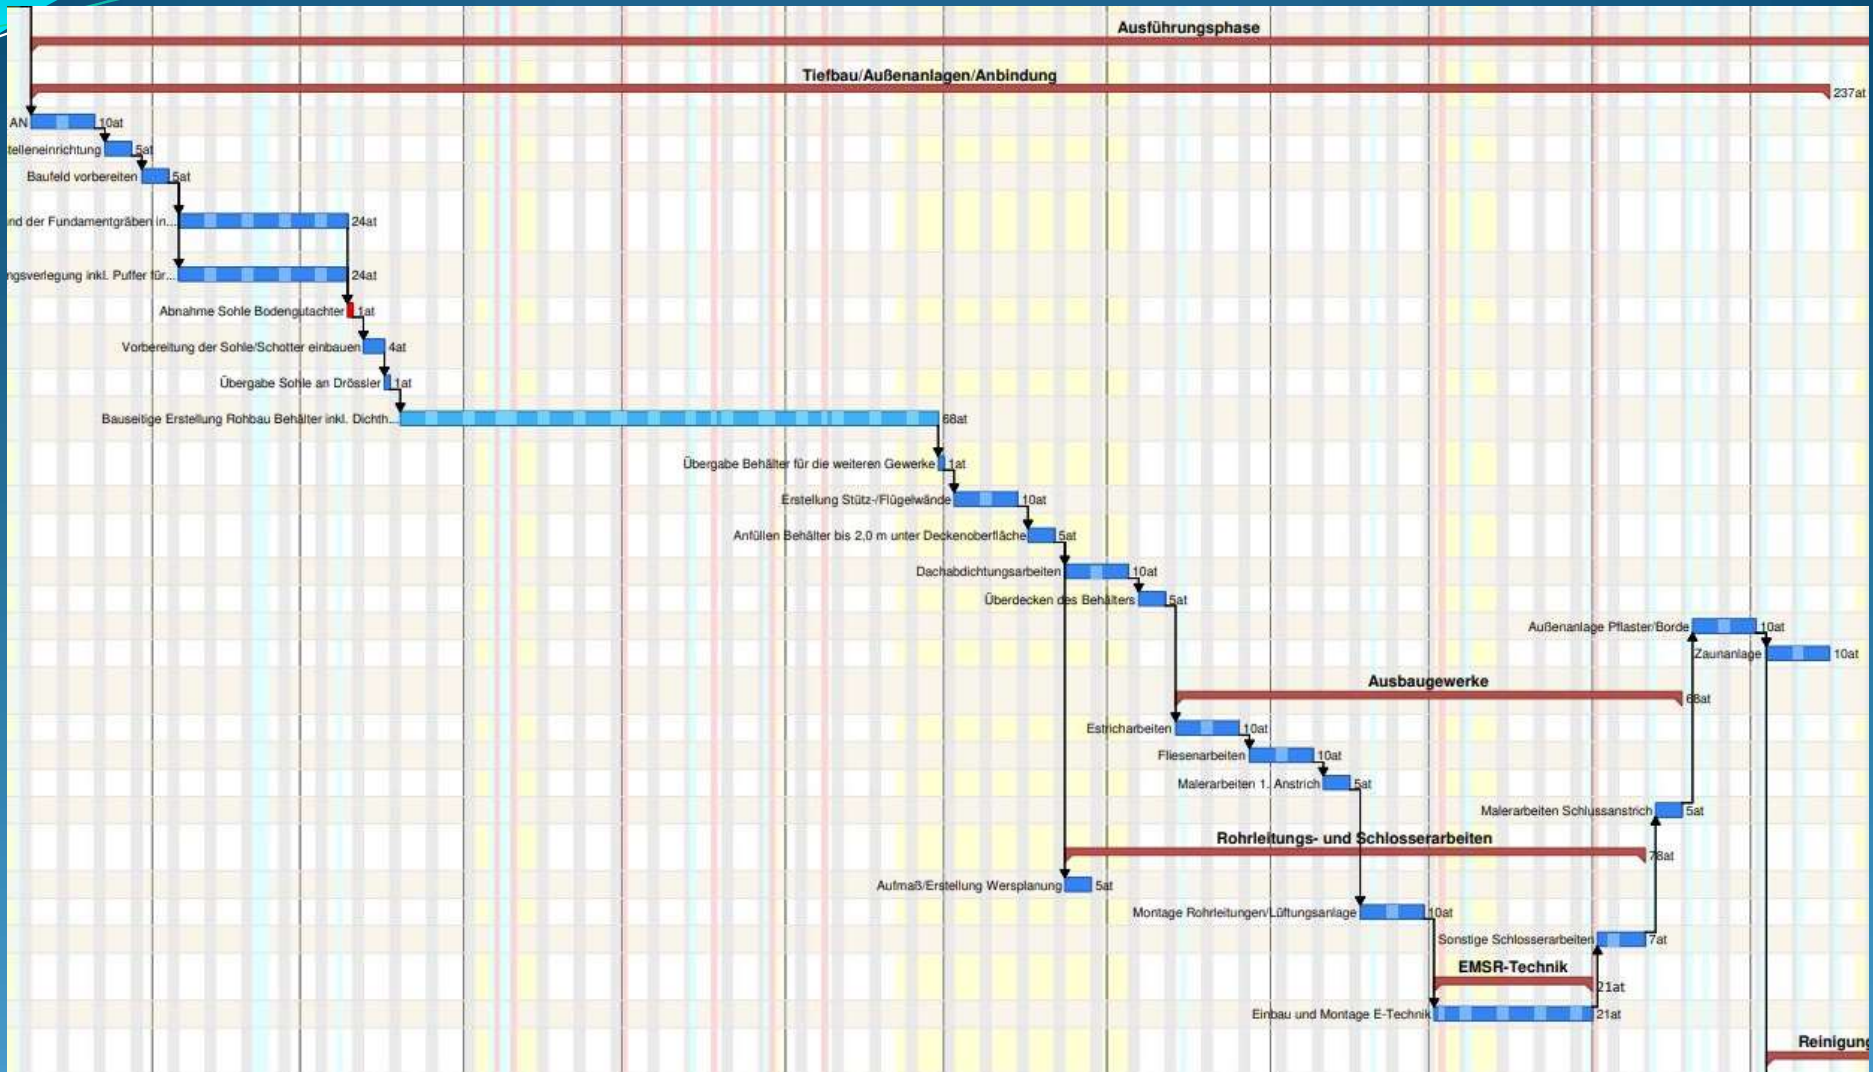 Ausführungsphase
Tiefbau/Außenanlagen/Anbindung
237at
AN 10at
telleneinrichtung 5at
Baufeld vorbereiten 5at
nd der Fundamentgräben in... 24at
ngsverlegung inkl. Puffer für... 24at
Abnahme Sohle Bodengutachter 1at
Vorbereitung der Sohle/Schotter einbauen 4at
Übergabe Sohle an Drössler 1at
Bauseitige Erstellung Rohbau Behälter inkl. Dichth... 68at
Übergabe Behälter für die weiteren Gewerke 1at
Erstellung Stütz-/Flügelwände 10at
Anfüllen Behälter bis 2,0 m unter Deckenoberfläche 5at
Dachabdichtungsarbeiten 10at
Überdecken des Behälters 5at
Außenanlage Pflaster/Borde 10at
Zaunanlage 10at
Ausbaugewerke
68at
Estricharbeiten 10at
Fliesenarbeiten 10at
Malerarbeiten 1. Anstrich 5at
Malerarbeiten Schlussanstrich 5at
Rohrleitungs- und Schlosserarbeiten
78at
Aufmaß/Erstellung Wersplanung 5at
Montage Rohrleitungen/Lüftungsanlage 10at
Sonstige Schlosserarbeiten 7at
EMSR-Technik
21at
Einbau und Montage E-Technik 21at
Reinigung